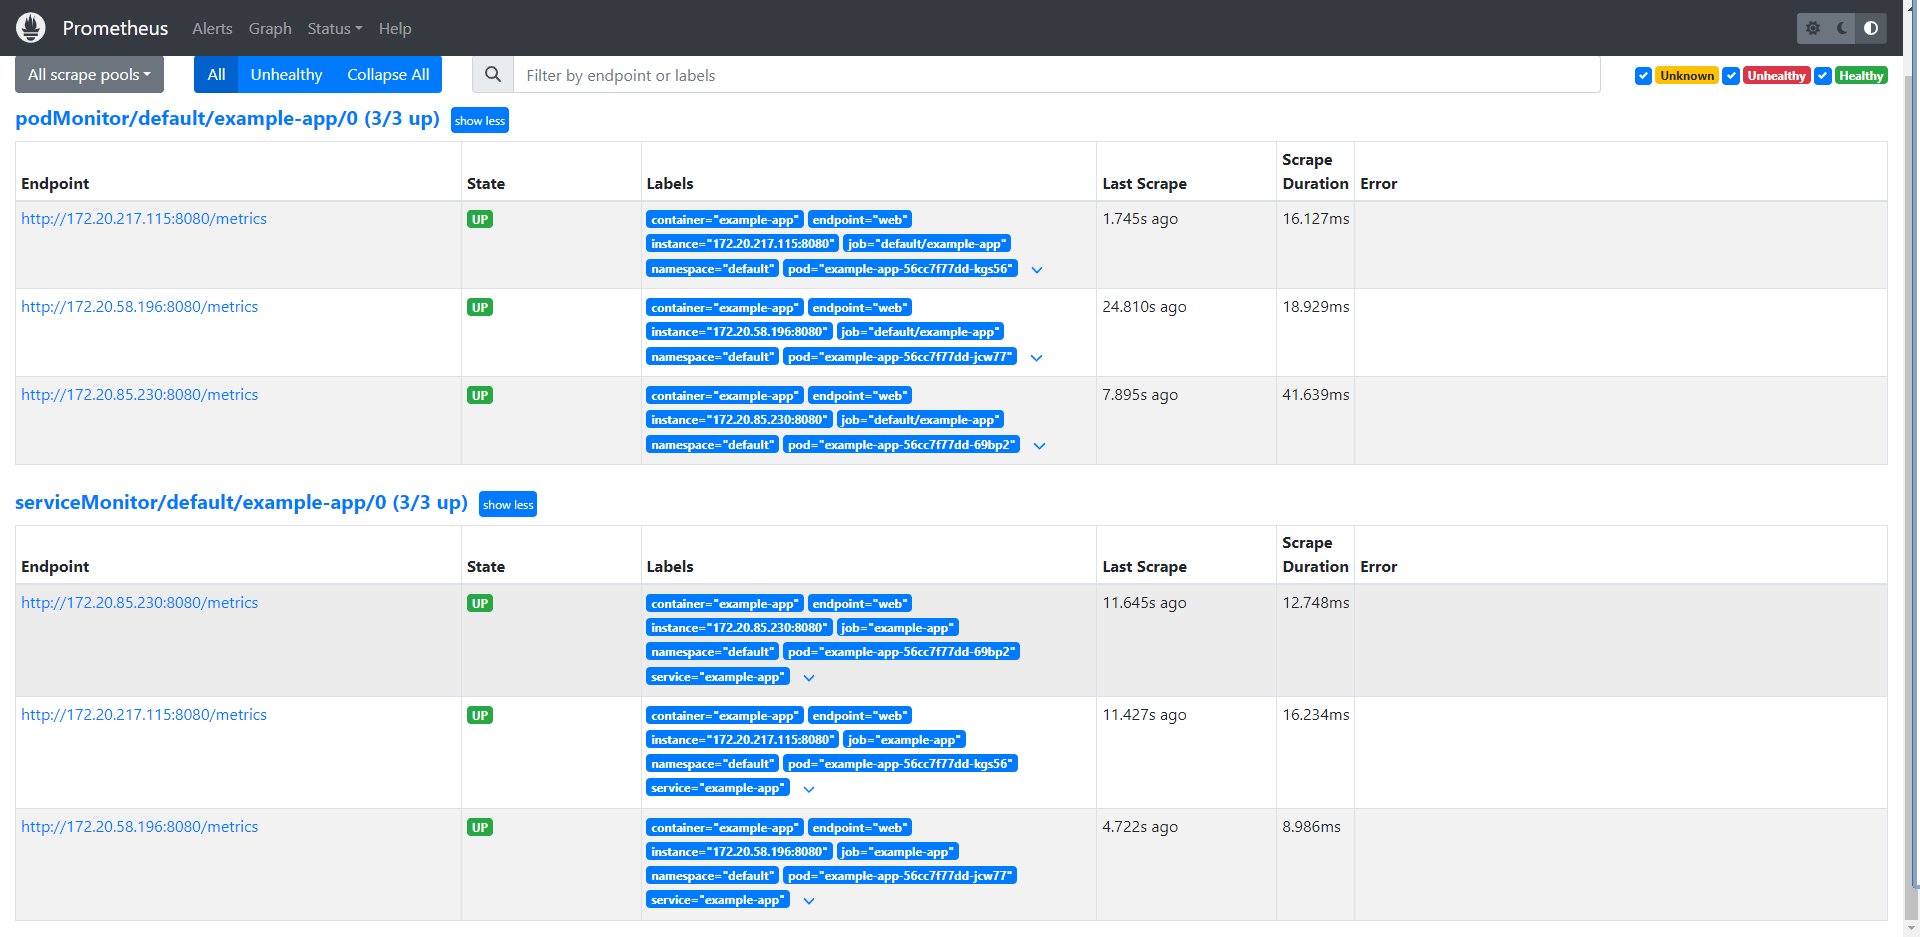 Prometheus Alerts Graph Status Help
All scrape pools All Unhealthy Collapse All Filter by endpoint or labels Unknown Unhealthy Healthy
podMonitor/default/example-app/0 (3/3 up) show less
Endpoint State Labels Last Scrape Scrape Duration Error
http://172.20.217.115:8080/metrics UP container="example-app" endpoint="web" 1.745s ago 16.127ms
instance="172.20.217.115:8080" job="default/example-app"
namespace="default" pod="example-app-56cc7f77dd-kgs56"
http://172.20.58.196:8080/metrics UP container="example-app" endpoint="web" 24.810s ago 18.929ms
instance="172.20.58.196:8080" job="default/example-app"
namespace="default" pod="example-app-56cc7f77dd-jcw77"
http://172.20.85.230:8080/metrics UP container="example-app" endpoint="web" 7.895s ago 41.639ms
instance="172.20.85.230:8080" job="default/example-app"
namespace="default" pod="example-app-56cc7f77dd-69bp2"
serviceMonitor/default/example-app/0 (3/3 up) show less
Endpoint State Labels Last Scrape Scrape Duration Error
http://172.20.85.230:8080/metrics UP container="example-app" endpoint="web" 11.645s ago 12.748ms
instance="172.20.85.230:8080" job="example-app"
namespace="default" pod="example-app-56cc7f77dd-69bp2"
service="example-app"
http://172.20.217.115:8080/metrics UP container="example-app" endpoint="web" 11.427s ago 16.234ms
instance="172.20.217.115:8080" job="example-app"
namespace="default" pod="example-app-56cc7f77dd-kgs56"
service="example-app"
http://172.20.58.196:8080/metrics UP container="example-app" endpoint="web" 4.722s ago 8.986ms
instance="172.20.58.196:8080" job="example-app"
namespace="default" pod="example-app-56cc7f77dd-jcw77"
service="example-app"